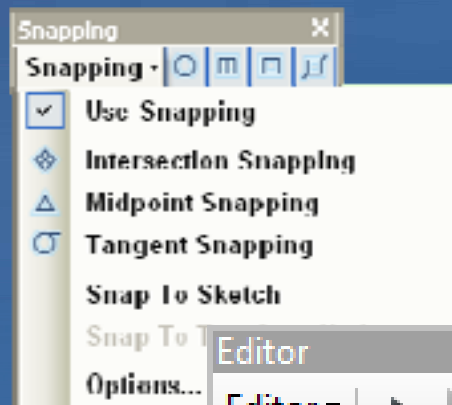 Snapping
Snapping
Use Snapping
Intersection Snapping
Midpoint Snapping
Tangent Snapping
Snap To Sketch
Snap To
Options...
Editor
Editor